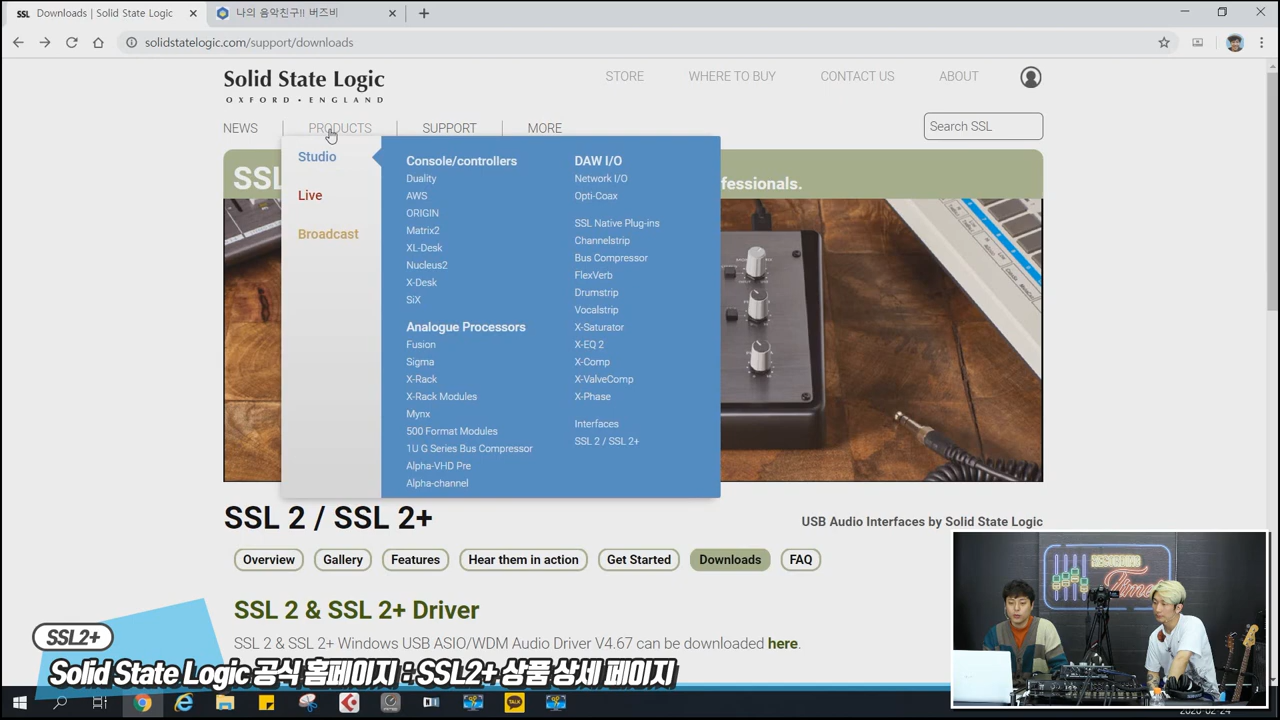 SSL Downloads | Solid State Logic
나의 음악친구!! 버즈비
solidstatelogic.com/support/downloads
Solid State Logic
OXFORD • ENGLAND
STORE
WHERE TO BUY
CONTACT US
ABOUT
NEWS
PRODUCTS
SUPPORT
MORE
Search SSL
SSL
fessionals.
Studio
Live
Broadcast
Console/controllers
Duality
AWS
ORIGIN
Matrix2
XL-Desk
Nucleus2
X-Desk
SiX
Analogue Processors
Fusion
Sigma
X-Rack
X-Rack Modules
Mynx
500 Format Modules
1U G Series Bus Compressor
Alpha-VHD Pre
Alpha-channel
DAW I/O
Network I/O
Opti-Coax
SSL Native Plug-ins
Channelstrip
Bus Compressor
FlexVerb
Drumstrip
Vocalstrip
X-Saturator
X-EQ 2
X-Comp
X-ValveComp
X-Phase
Interfaces
SSL 2 / SSL 2+
SSL 2 / SSL 2+
USB Audio Interfaces by Solid State Logic
Overview
Gallery
Features
Hear them in action
Get Started
Downloads
FAQ
SSL 2 & SSL 2+ Driver
SSL 2 & SSL 2+ Windows USB ASIO/WDM Audio Driver V4.67 can be downloaded here.
RECORDING
Time
SSL2+
Solid State Logic 공식 홈페이지 : SSL2+ 상품 상세 페이지
TALK
2020-02-24